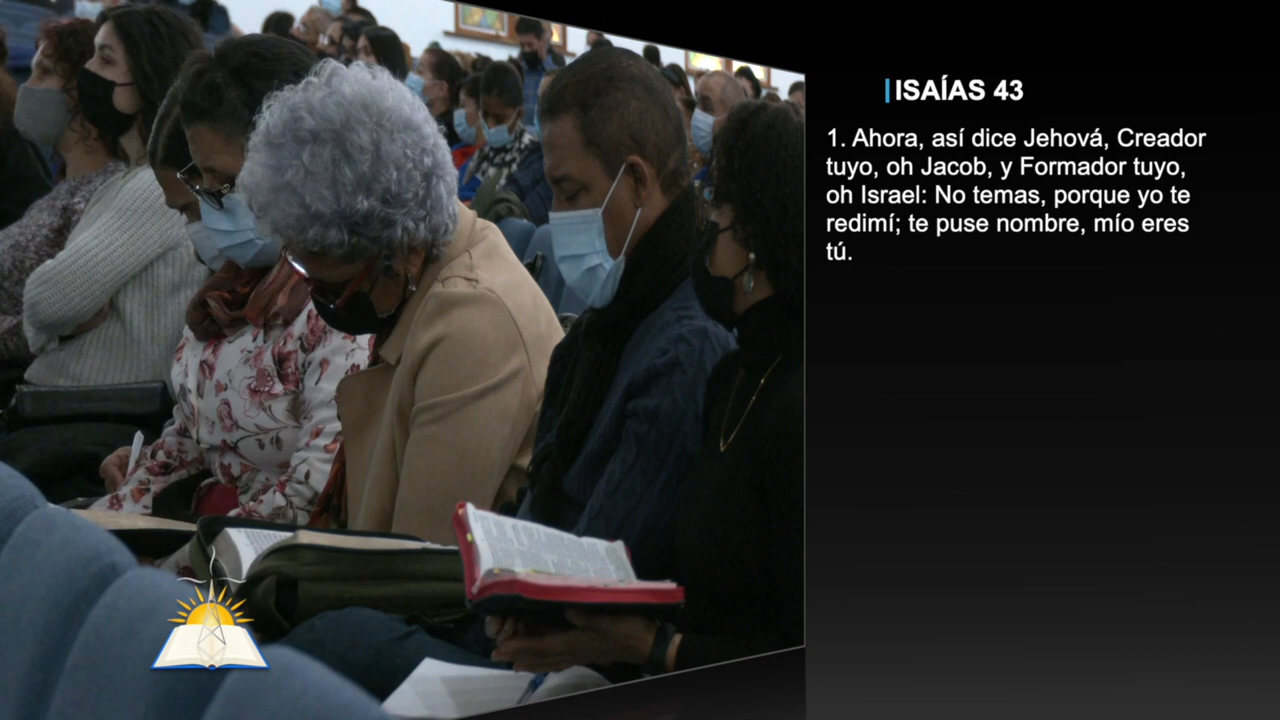 ISAÍAS 43
1. Ahora, así dice Jehová, Creador
tuyo, oh Jacob, y Formador tuyo,
oh Israel: No temas, porque yo te
redimí; te puse nombre, mío eres
tú.